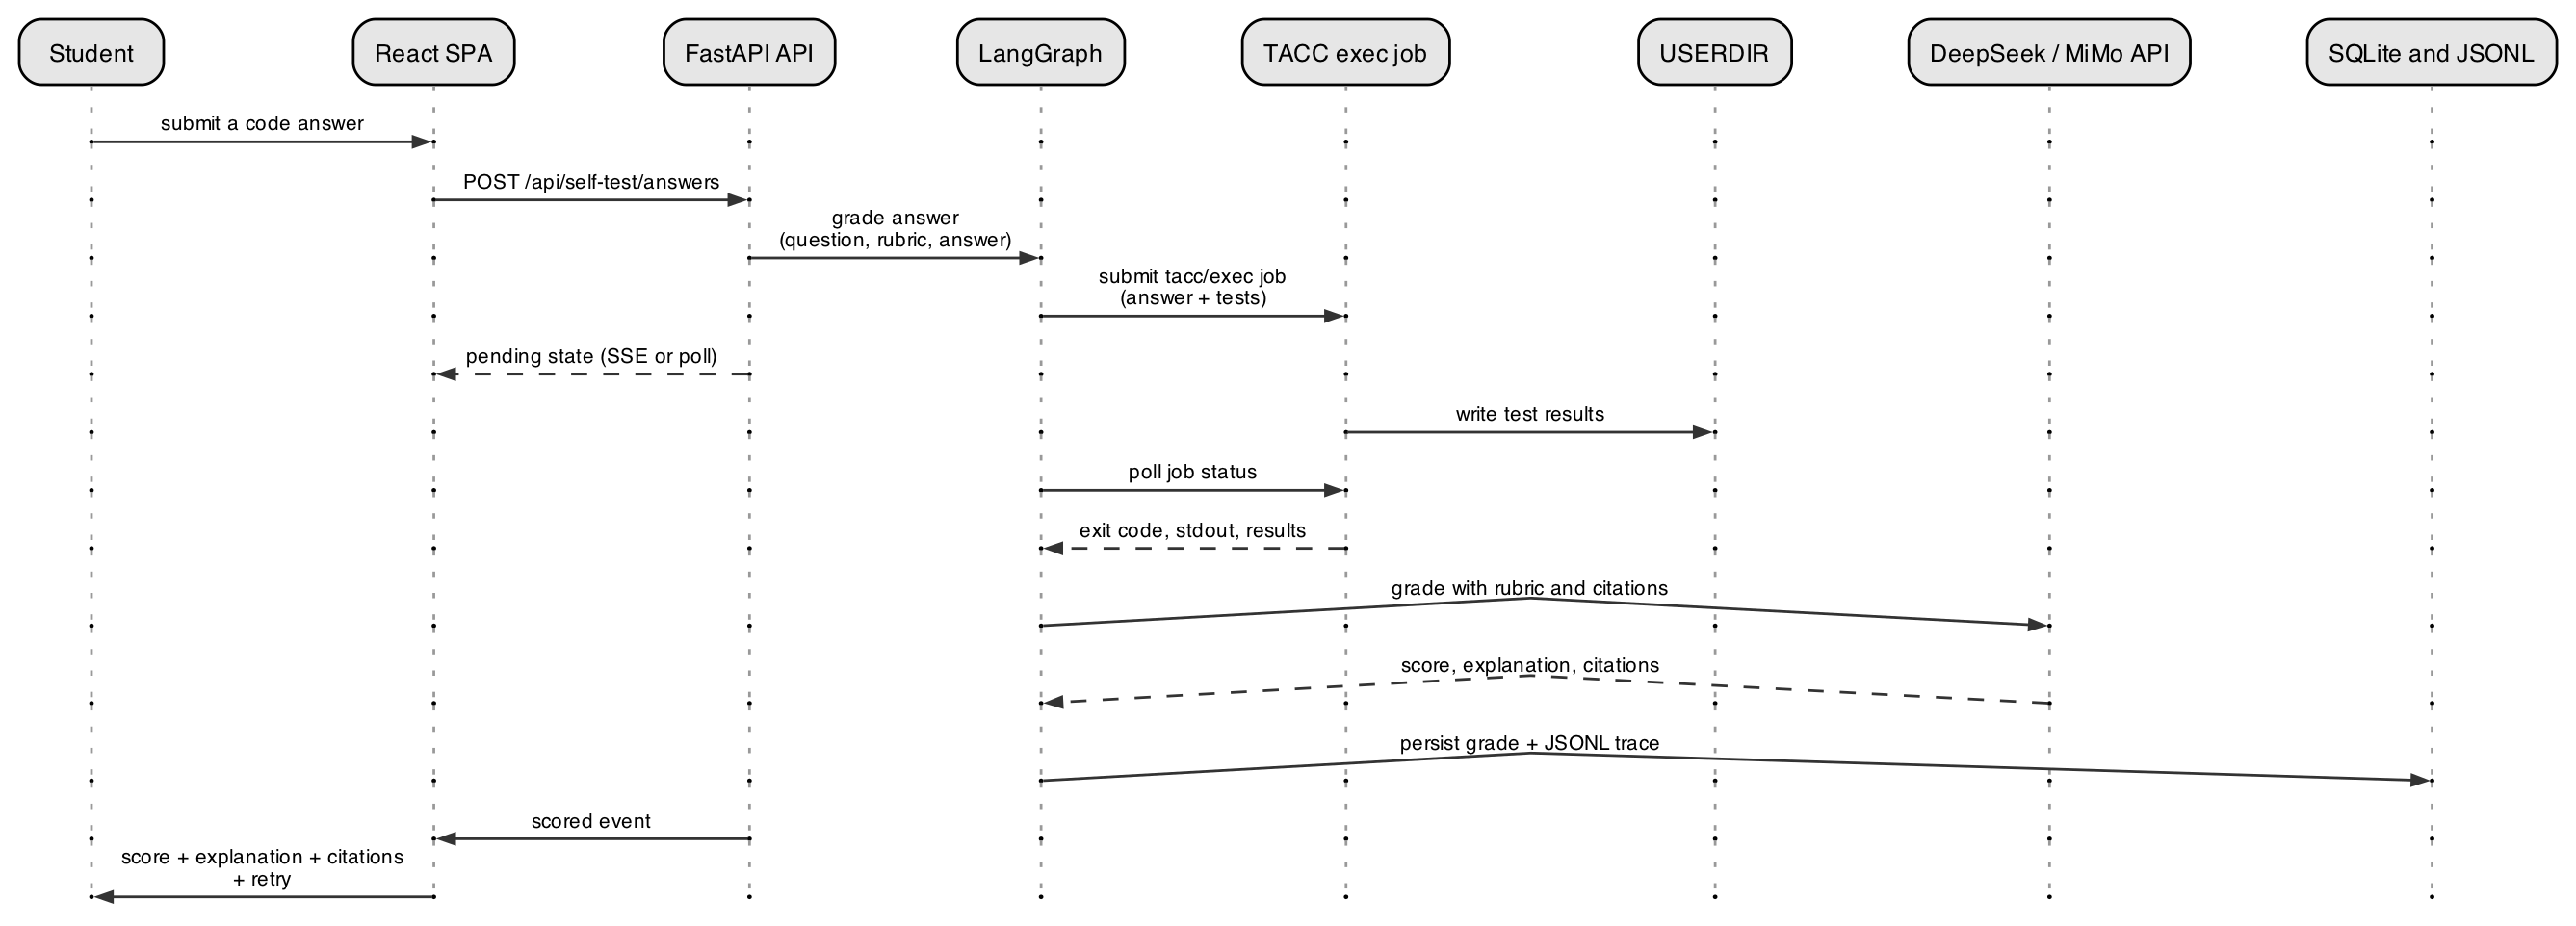 Student
React SPA
FastAPI API
LangGraph
TACC exec job
USERDIR
DeepSeek / MiMo API
SQLite and JSONL
submit a code answer
POST /api/self-test/answers
grade answer
(question, rubric, answer)
submit tacc/exec job
(answer + tests)
pending state (SSE or poll)
write test results
poll job status
exit code, stdout, results
grade with rubric and citations
score, explanation, citations
persist grade + JSONL trace
scored event
score + explanation + citations
+ retry